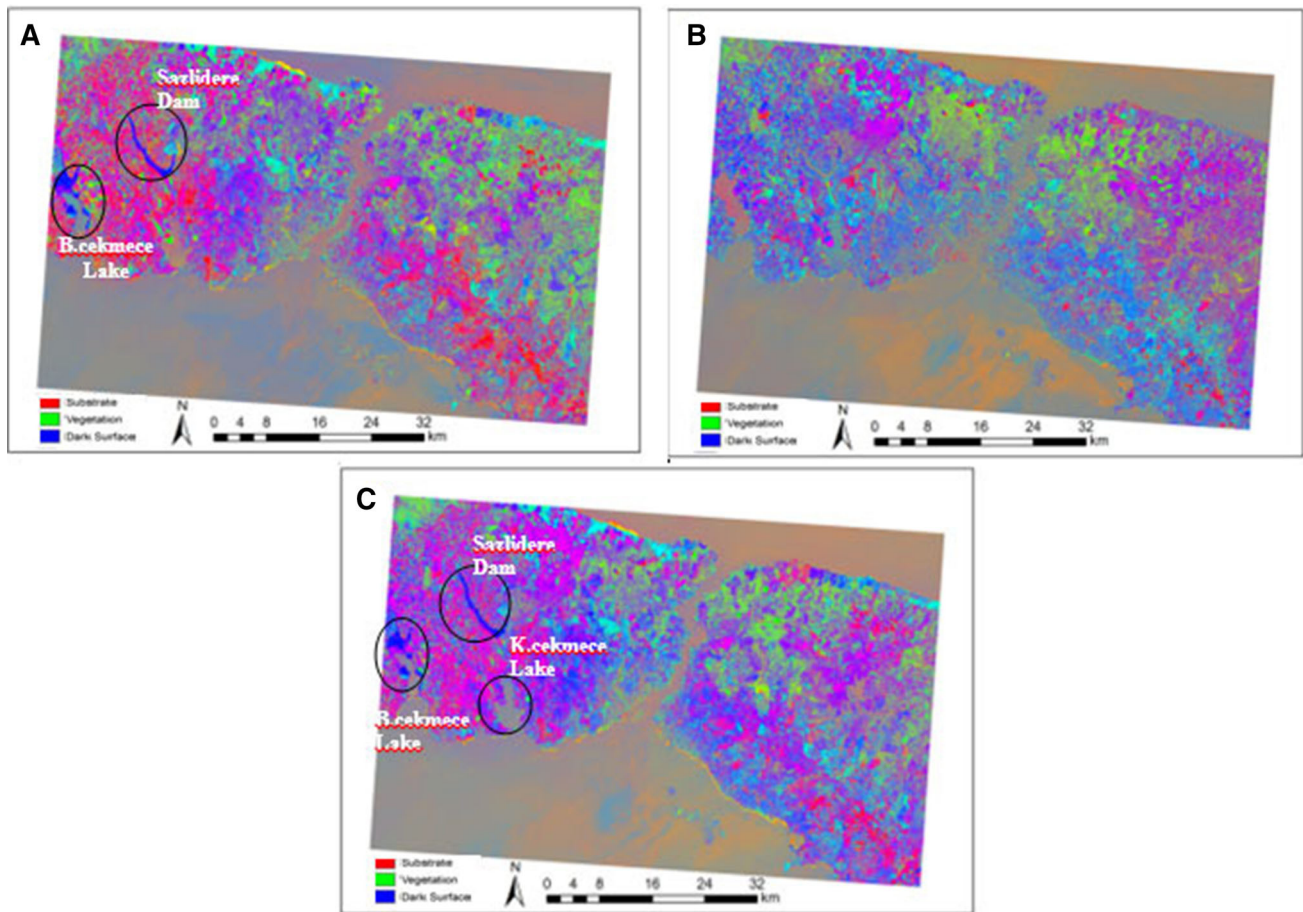 A
Sazlidere
Dam
B.cekmece
Lake
Substrate
Vegetation
Dark Surface
N
0 4 8 16 24 32
km
B
Substrate
Vegetation
Dark Surface
N
0 4 8 16 24 32
km
C
Sazlidere
Dam
K.cekmece
Lake
B.cekmece
Lake
Substrate
Vegetation
Dark Surface
N
0 4 8 16 24 32
km